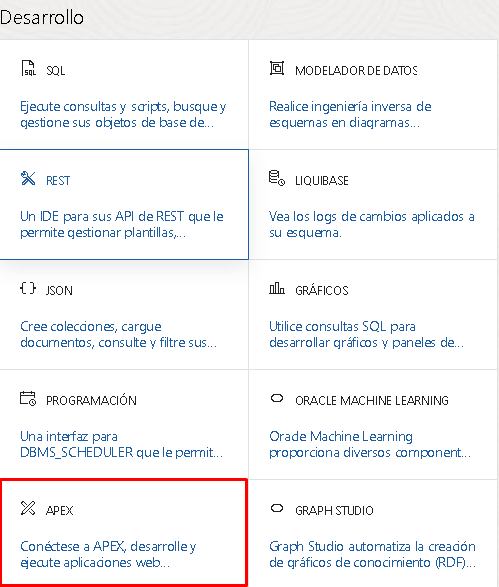 Desarrollo
SQL
Ejecute consultas y scripts, busque y
gestione sus objetos de base de...
MODELADOR DE DATOS
Realice ingeniería inversa de
esquemas en diagramas...
REST
Un IDE para sus API de REST que le
permite gestionar plantillas,...
LIQUIBASE
Vea los logs de cambios aplicados a
su esquema.
JSON
Cree colecciones, cargue
documentos, consulte y filtre sus...
GRÁFICOS
Utilice consultas SQL para
desarrollar gráficos y paneles de...
PROGRAMACIÓN
Una interfaz para
DBMS_SCHEDULER que le permit...
ORACLE MACHINE LEARNING
Oracle Machine Learning
proporciona diversos component...
APEX
Conéctese a APEX, desarrolle y
ejecute aplicaciones web...
GRAPH STUDIO
Graph Studio automatiza la creación
de gráficos de conocimiento (RDF)...